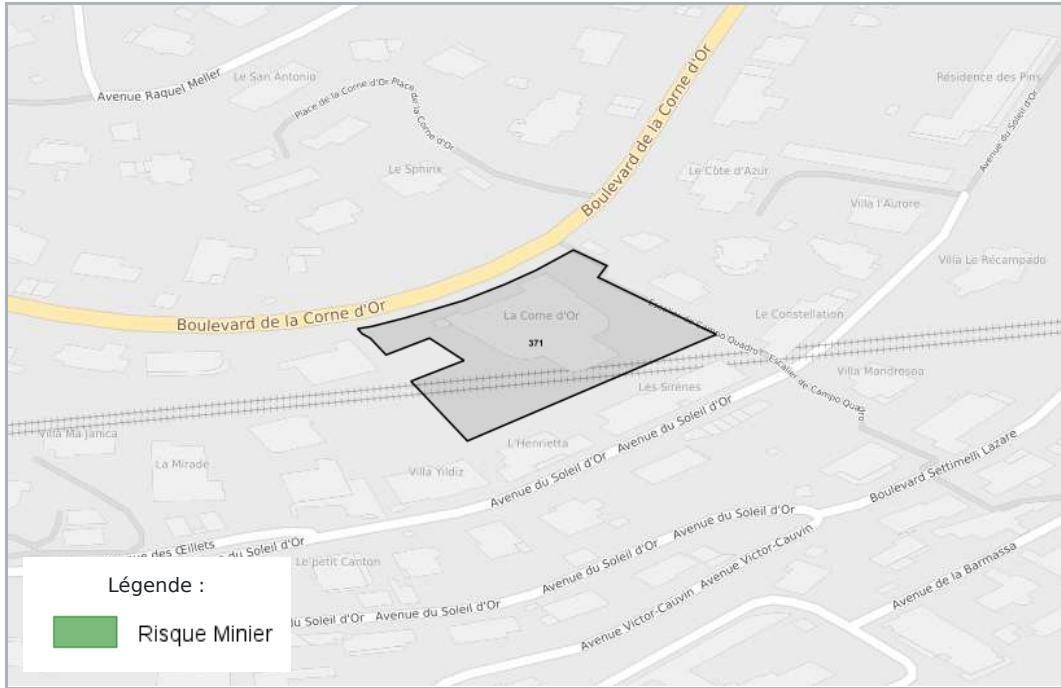 Le San Antonio
Avenue Raquel Meller
Place de la Corne d'Or
Place de la Corne d'Or
Boulevard de la Corne d'Or
Résidence des Pins
Avenue du Soleil d'Or
Le Sphinx
Le Côte d'Azur
Villa l'Aurore
Villa Le Récampado
Boulevard de la Corne d'Or
La Corne d'Or
371
Escalier de Campo Quadro
Le Constellation
Escalier de Campo Quadro
Villa Mandrosoa
Les Sirènes
Villa Ma Janica
La Mirade
L'Henrietta
Avenue du Soleil d'Or
Villa Yildiz
Avenue du Soleil d'Or
Boulevard Settimelli Lazare
Avenue du Soleil d'Or
Avenue du Soleil d'Or
Avenue Victor-Cauvin
Avenue Victor-Cauvin
Avenue de la Barmassa
des Œillets
du Soleil d'Or
Le petit Canton
Avenue du Soleil d'Or
du Soleil d'Or
Avenue du Soleil d'Or
Légende :
Risque Minier